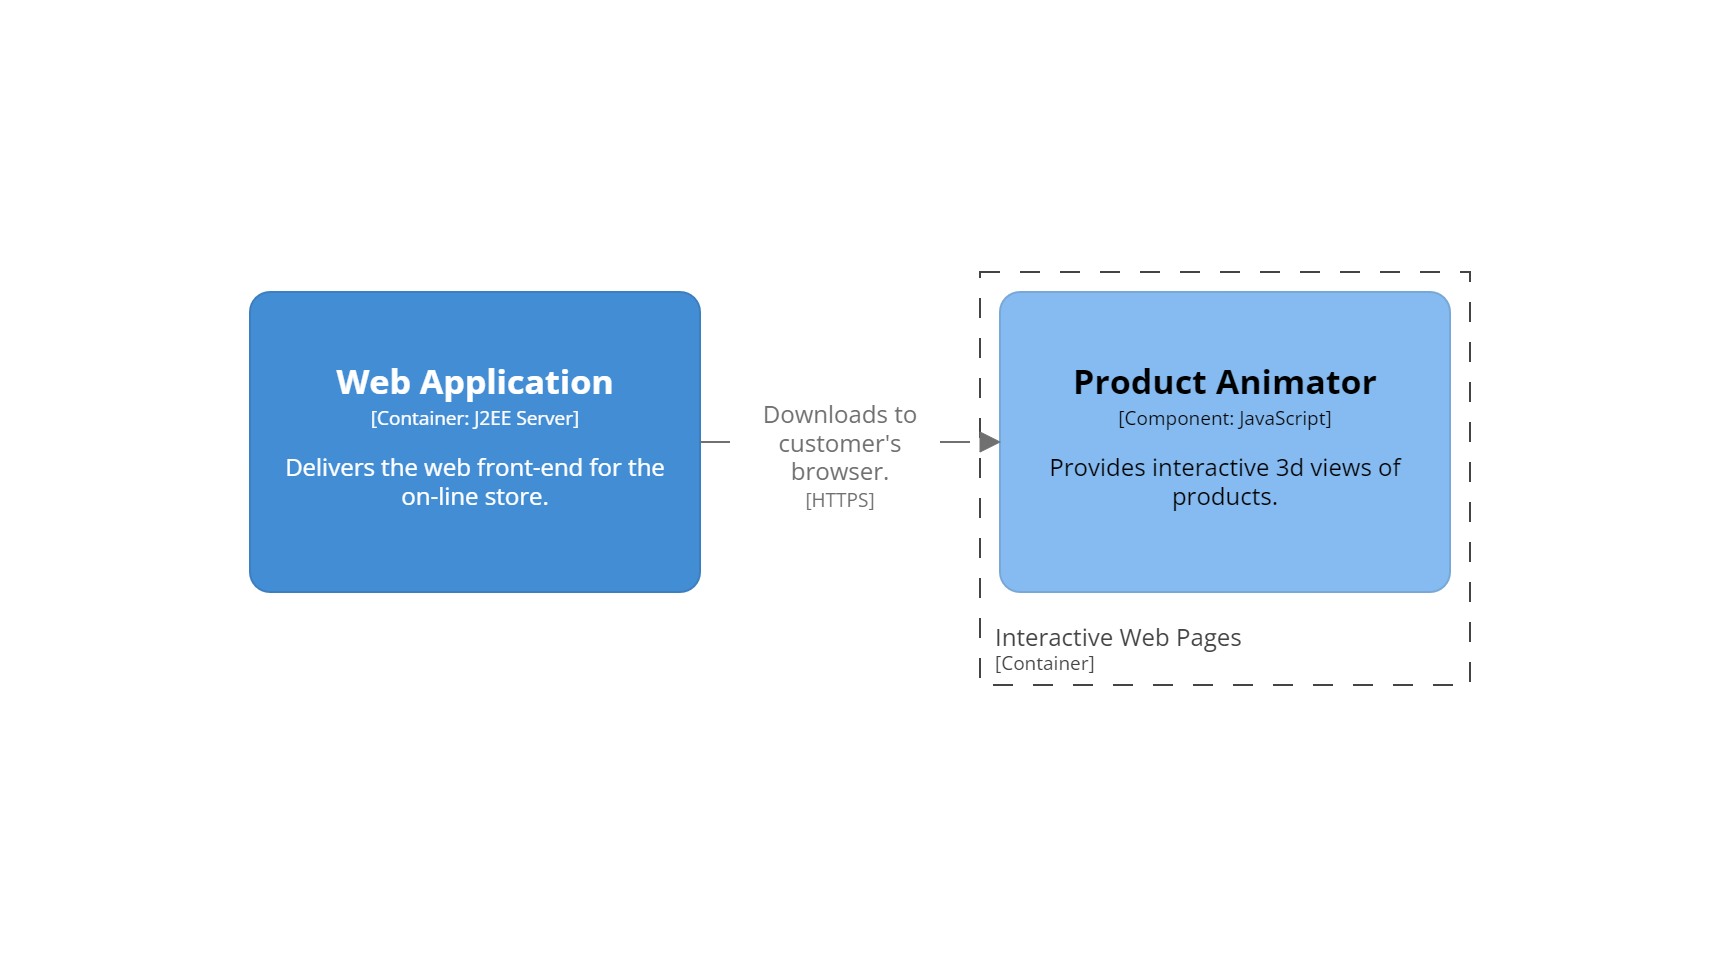 Web Application
[Container: J2EE Server]
Delivers the web front-end for the
on-line store.
Downloads to
customer's
browser.
[HTTPS]
Product Animator
[Component: JavaScript]
Provides interactive 3d views of
products.
Interactive Web Pages
[Container]